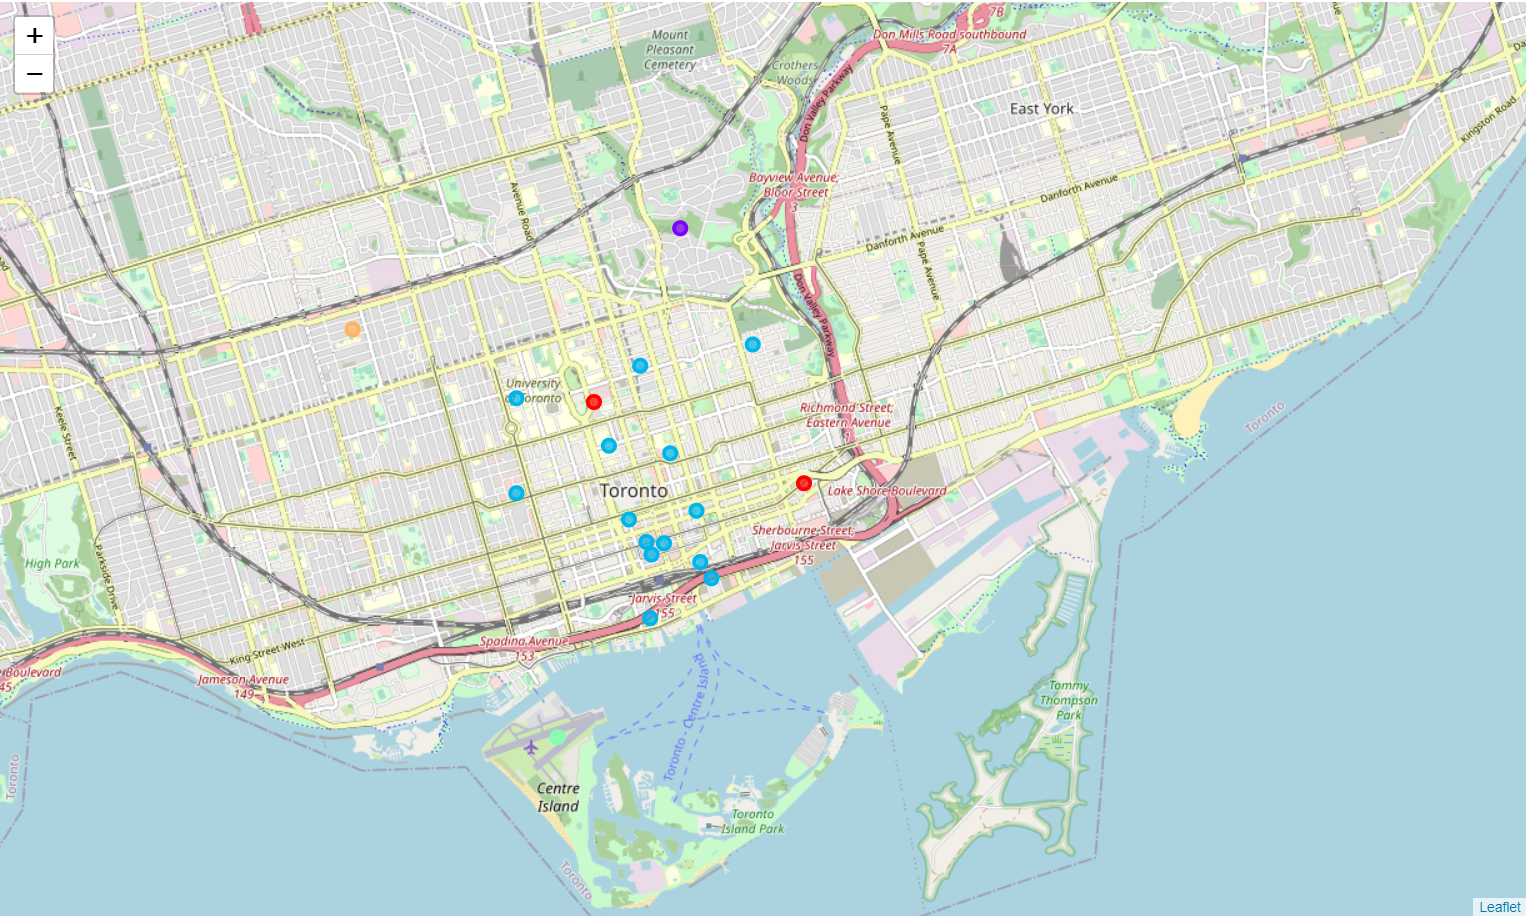 +
−
Mount
Pleasant
Cemetery
7B
Don Mills Road southbound
7A
Crothers
Woods
Don Valley Parkway
East York
Pape Avenue
Kingston Road
Avenue Road
Bayview Avenue;
Bloor Street
3
Danforth Avenue
Danforth Avenue
Pape Avenue
Don Valley Parkway
University
of Toronto
Keele Street
Richmond Street;
Eastern Avenue
1
Toronto
Toronto
Lake Shore Boulevard
Sherbourne Street,
Jarvis Street
155
High Park
Parkside Drive
Jarvis Street
155
Spadina Avenue
153
King Street West
Boulevard
45
Jameson Avenue
149
Toronto - Centre Island
Tommy
Thompson
Park
Toronto
Centre
Island
Toronto
Island Park
Toronto
Leaflet